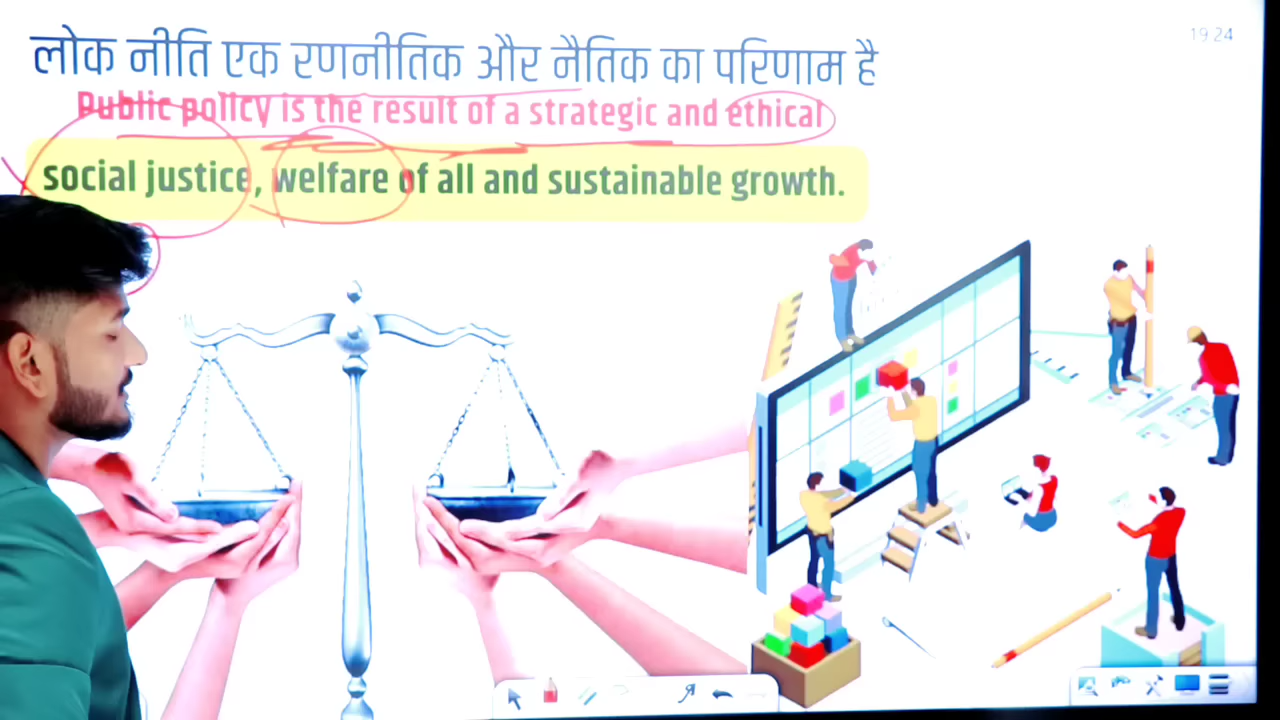 लोक नीति एक रणनीतिक और नैतिक का परिणाम है
19:24
Public policy is the result of a strategic and ethical
social justice, welfare of all and sustainable growth.